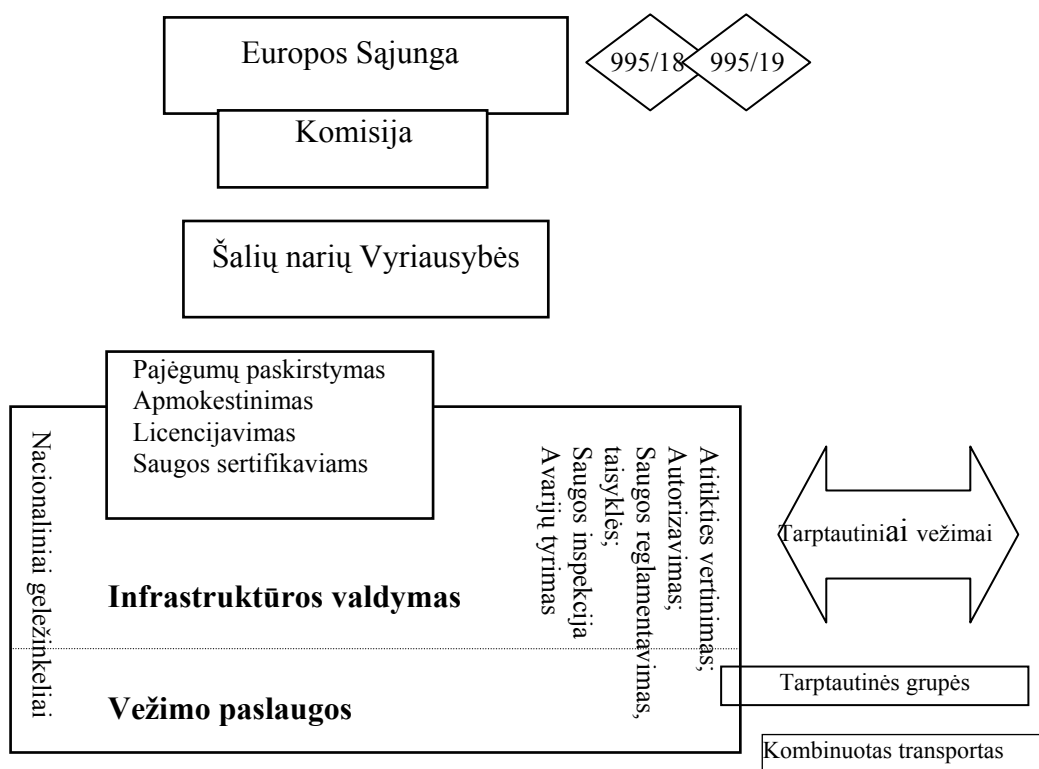 Europos Sąjunga
995/18
995/19
Komisija
Šalių narių Vyriausybės
Pajėgumų paskirstymas
Apmokestinimas
Licencijavimas
Saugos sertifikaviams
Nacionaliniai geležinkeliai
Infrastruktūros valdymas
Vežimo paslaugos
Atitikties vertinimas;
Autorizavimas;
Saugos reglamentavimas,
taisyklės;
Saugos inspekcija
Avarijų tyrimas
Tarptautiniai vežimai
Tarptautinės grupės
Kombinuotas transportas